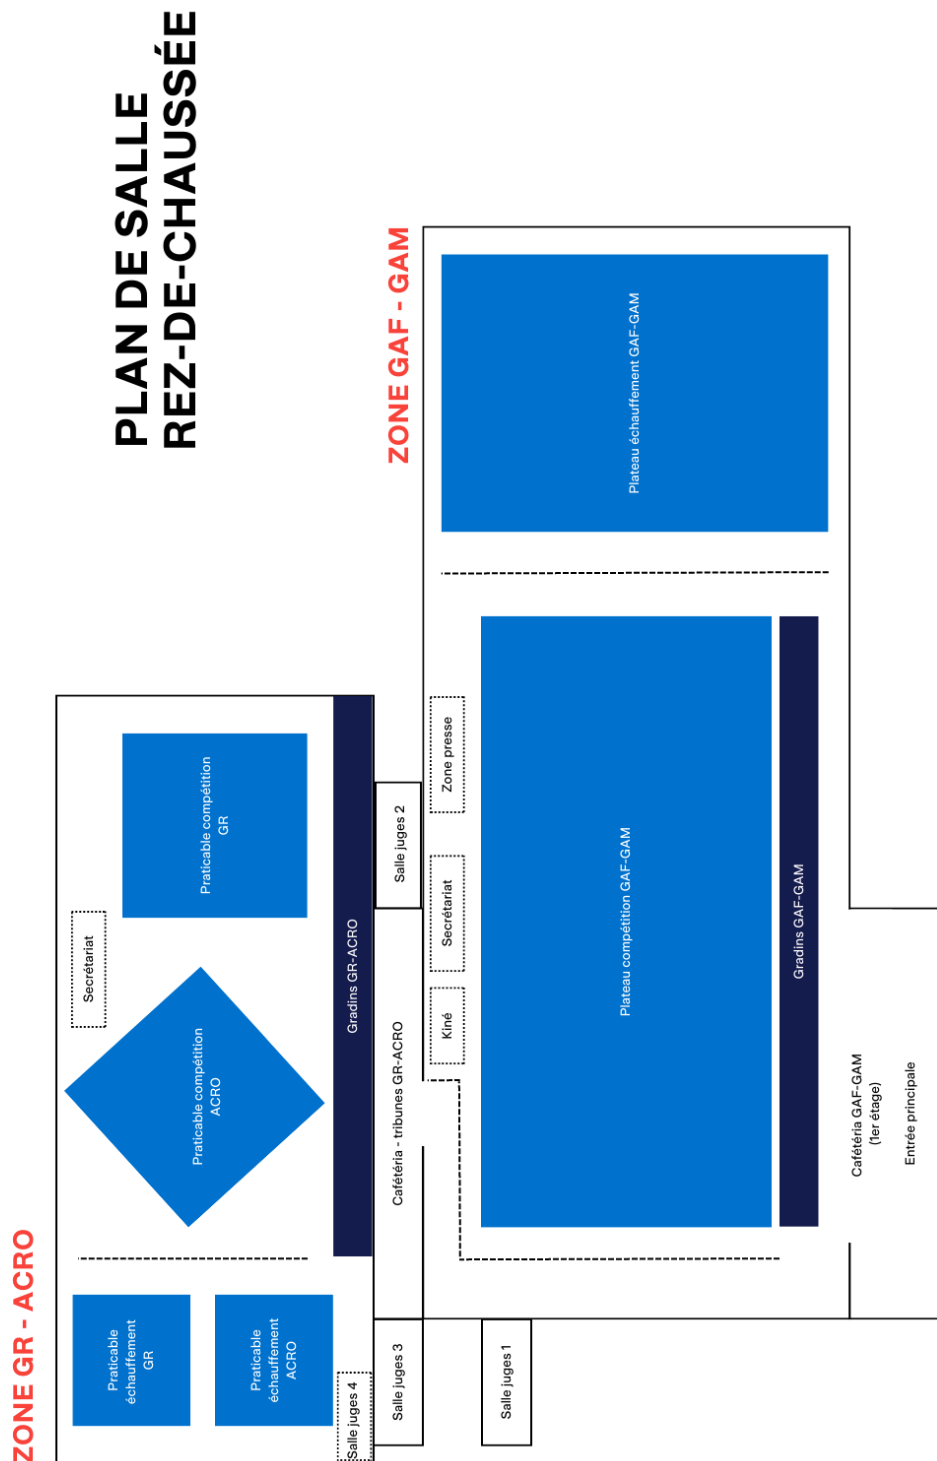 PLAN DE SALLE
REZ-DE-CHAUSSÉE
ZONE GR - ACRO
Praticable
échauffement
GR
Praticable
échauffement
ACRO
Praticable compétition
ACRO
Secrétariat
Praticable compétition
GR
Gradins GR-ACRO
Salle juges 4
Salle juges 3
Cafétéria - tribunes GR-ACRO
Salle juges 2
ZONE GAF - GAM
Salle juges 1
Kiné
Secrétariat
Zone presse
Plateau compétition GAF-GAM
Plateau échauffement GAF-GAM
Gradins GAF-GAM
Cafétéria GAF-GAM
(1er étage)
Entrée principale